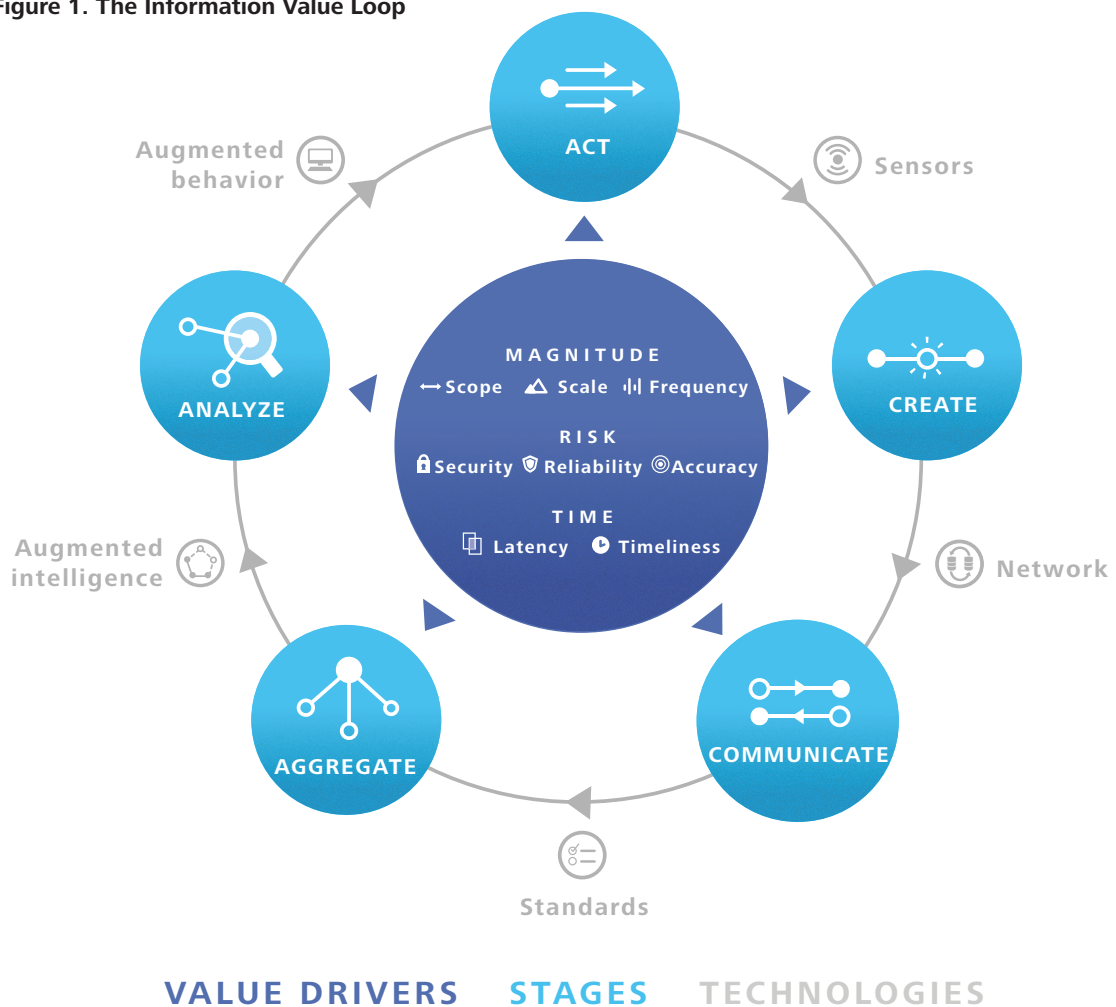 Figure 1. The Information Value Loop
ACT
Augmented
behavior
Sensors
ANALYZE
CREATE
MAGNITUDE
Scope Scale Frequency
RISK
Security Reliability Accuracy
TIME
Latency Timeliness
Augmented
intelligence
Network
AGGREGATE
COMMUNICATE
Standards
VALUE DRIVERS STAGES TECHNOLOGIES